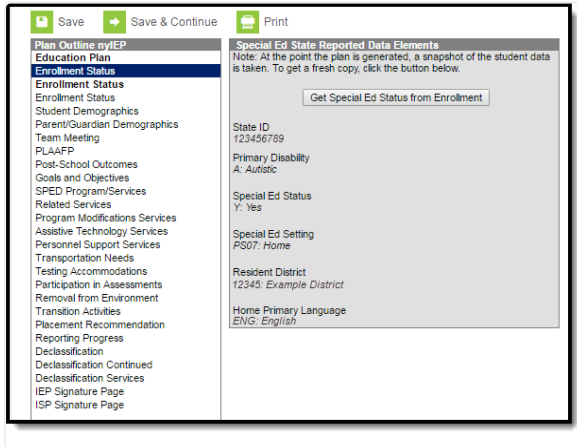 Save
Save & Continue
Print
Plan Outline nyIEP
Education Plan
Enrollment Status
Enrollment Status
Enrollment Status
Student Demographics
Parent/Guardian Demographics
Team Meeting
PLAAFP
Post-School Outcomes
Goals and Objectives
SPED Program/Services
Related Services
Program Modifications Services
Assistive Technology Services
Personnel Support Services
Transportation Needs
Testing Accommodations
Participation in Assessments
Removal from Environment
Transition Activities
Placement Recommendation
Reporting Progress
Declassification
Declassification Continued
Declassification Services
IEP Signature Page
ISP Signature Page
Special Ed State Reported Data Elements
Note: At the point the plan is generated, a snapshot of the student data
is taken. To get a fresh copy, click the button below.
Get Special Ed Status from Enrollment
State ID
123456789
Primary Disability
A: Autistic
Special Ed Status
Y: Yes
Special Ed Setting
PS07: Home
Resident District
12345: Example District
Home Primary Language
ENG: English